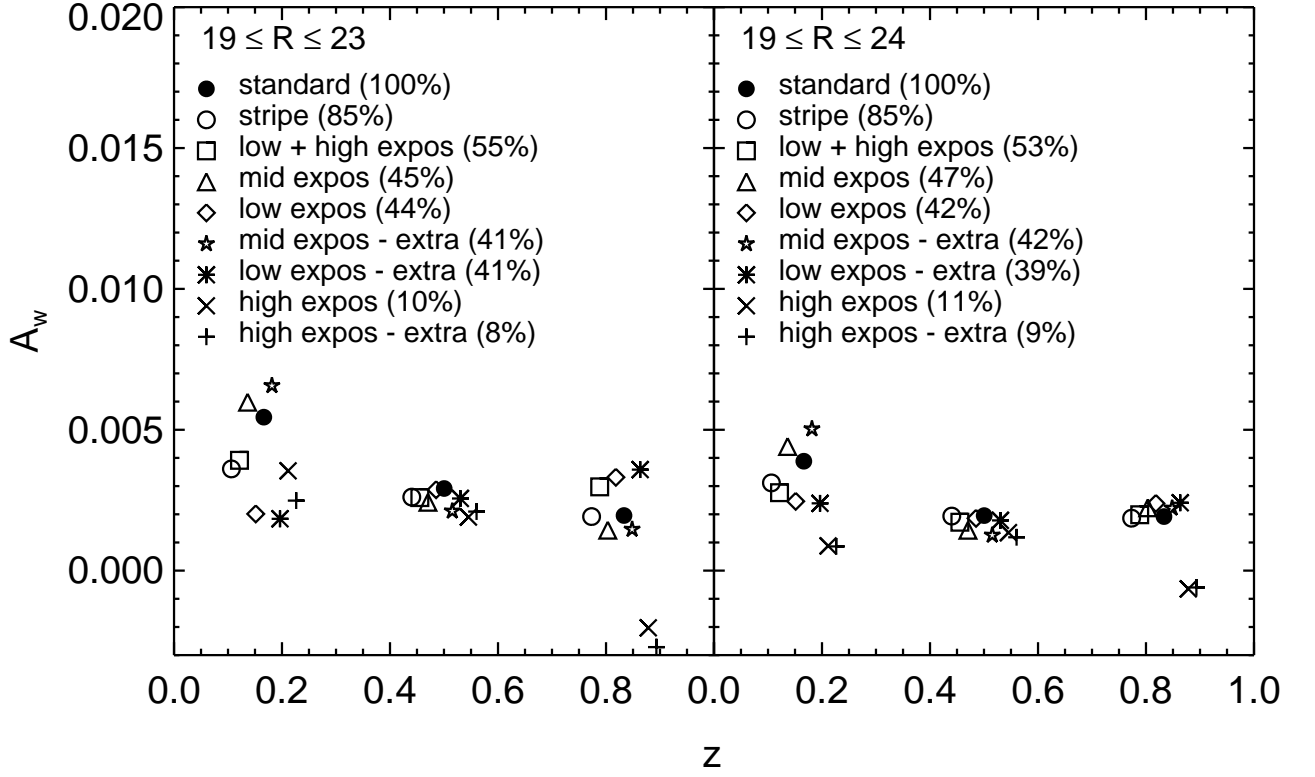 19 ≤ R ≤ 23
standard (100%)
stripe (85%)
low + high expos (55%)
mid expos (45%)
low expos (44%)
mid expos - extra (41%)
low expos - extra (41%)
high expos (10%)
high expos - extra (8%)
19 ≤ R ≤ 24
standard (100%)
stripe (85%)
low + high expos (53%)
mid expos (47%)
low expos (42%)
mid expos - extra (42%)
low expos - extra (39%)
high expos (11%)
high expos - extra (9%)
0.020
0.015
0.010
0.005
0.000
A_w
0.0 0.2 0.4 0.6 0.8 0.0 0.2 0.4 0.6 0.8 1.0
z